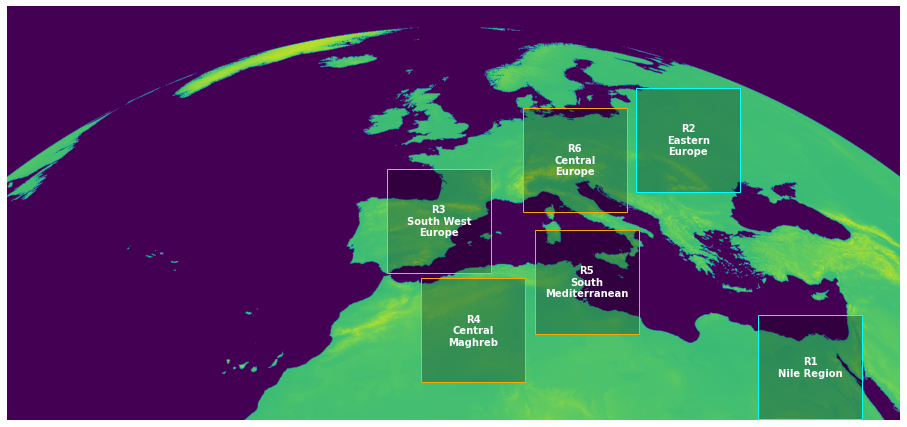 R2
Eastern
Europe
R6
Central
Europe
R3
South West
Europe
R5
South
Mediterranean
R4
Central
Maghreb
R1
Nile Region